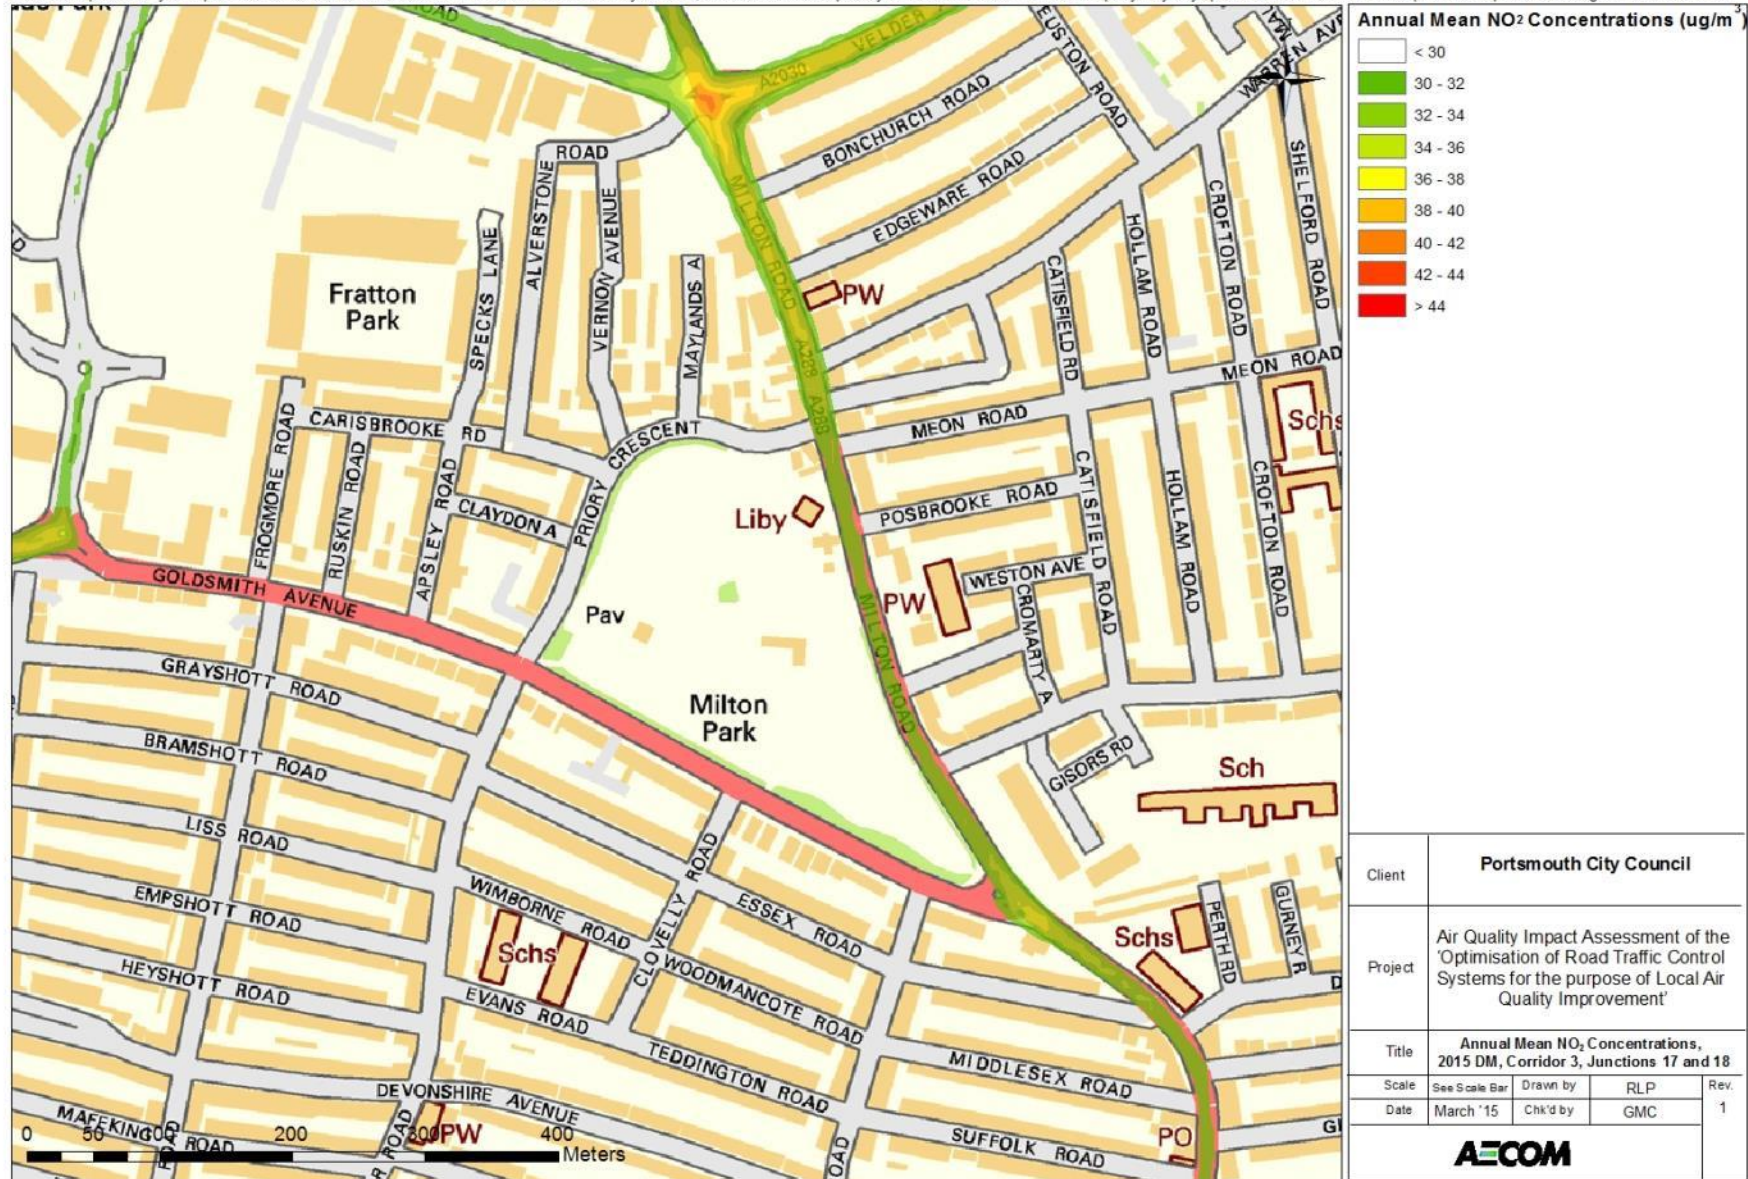 ROAD
VELDER
A2030
EUSTON ROAD
WARREN AV
BONCHURCH ROAD
EDGEWARE ROAD
ALVERSTONE
ROAD
VERNON AVENUE
SPECKS LANE
MAYLANDS A
MILTON ROAD
A288
A288
PW
Fratton
Park
CATISFIELD RD
HOLLAM ROAD
CROFTON ROAD
SHELFORD ROAD
MEON ROAD
MEON ROAD
Schs
CARISBROOKE RD
FROGMORE ROAD
RUSKIN ROAD
APSLEY ROAD
CLAYDON A
PRIORY CRESCENT
Liby
POSBROOKE ROAD
CATISFIELD ROAD
HOLLAM ROAD
CROFTON ROAD
WESTON AVE
CROMARTY A
PW
MILTON ROAD
GOLDSMITH AVENUE
Pav
Milton
Park
GRAYSHOTT ROAD
BRAMSHOTT ROAD
LISS ROAD
EMPSHOTT ROAD
HEYSHOTT ROAD
GISORS RD
Sch
WIMBORNE ROAD
CLOVELLY ROAD
ESSEX ROAD
Schs
WOODMANCOTE ROAD
EVANS ROAD
TEDDINGTON ROAD
Schs
PERTH RD
GURNEY R
MIDDLESEX ROAD
DEVONSHIRE AVENUE
MAFEKING ROAD
ROAD
R ROAD
PW
OAD
SUFFOLK ROAD
PO
0 50 100 200 300 400
Meters
Annual Mean NO2 Concentrations (ug/m3)
< 30
30 - 32
32 - 34
34 - 36
36 - 38
38 - 40
40 - 42
42 - 44
> 44
Client
Portsmouth City Council
Project
Air Quality Impact Assessment of the
'Optimisation of Road Traffic Control
Systems for the purpose of Local Air
Quality Improvement'
Title
Annual Mean NO2 Concentrations,
2015 DM, Corridor 3, Junctions 17 and 18
Scale See Scale Bar Drawn by RLP Rev.
Date March '15 Chk'd by GMC 1
AECOM